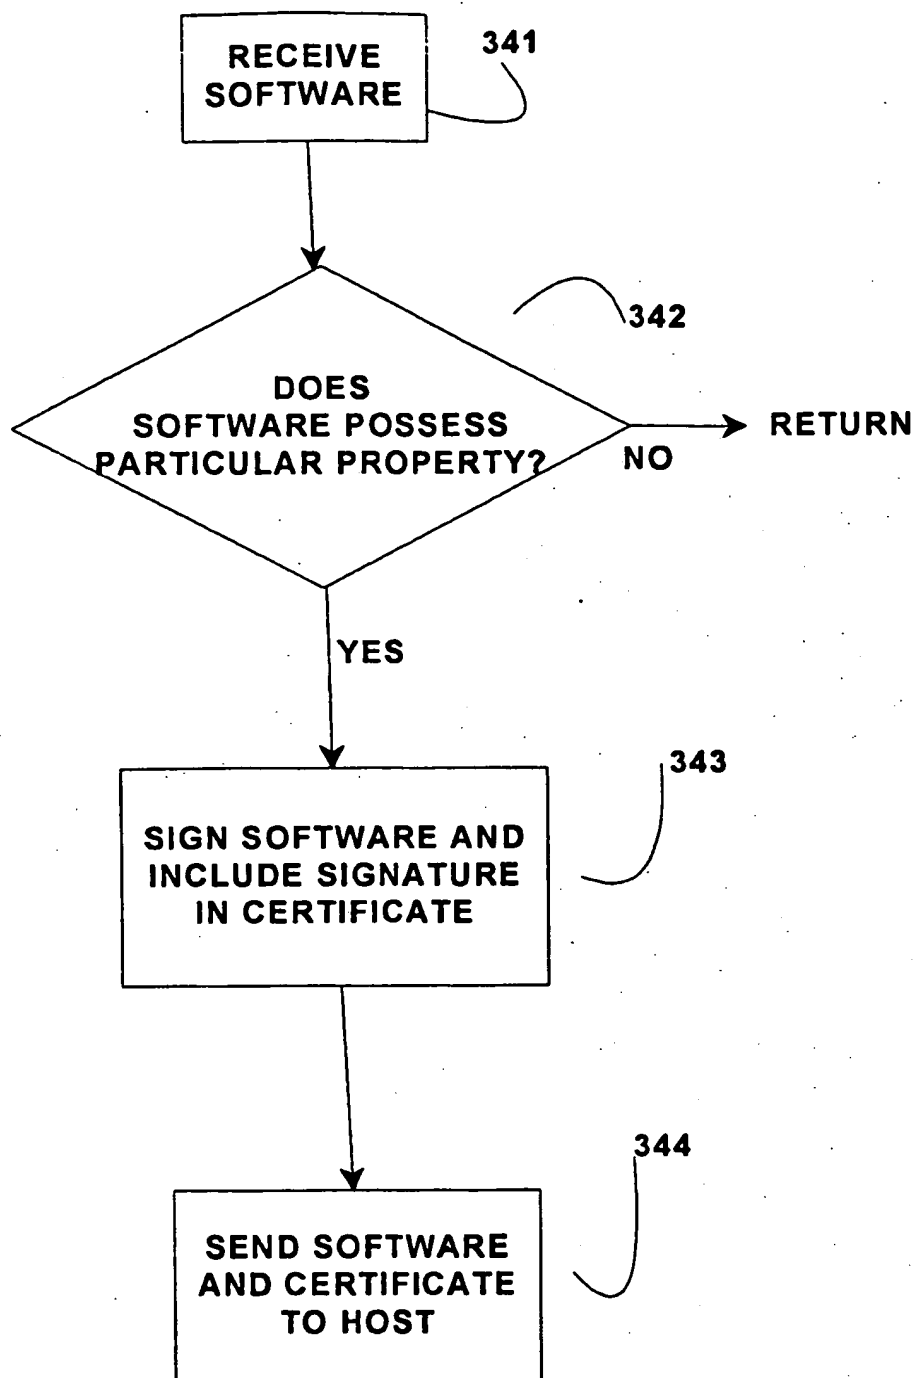 RECEIVE
SOFTWARE
341
DOES
SOFTWARE POSSESS
PARTICULAR PROPERTY?
342
NO
RETURN
YES
SIGN SOFTWARE AND
INCLUDE SIGNATURE
IN CERTIFICATE
343
SEND SOFTWARE
AND CERTIFICATE
TO HOST
344